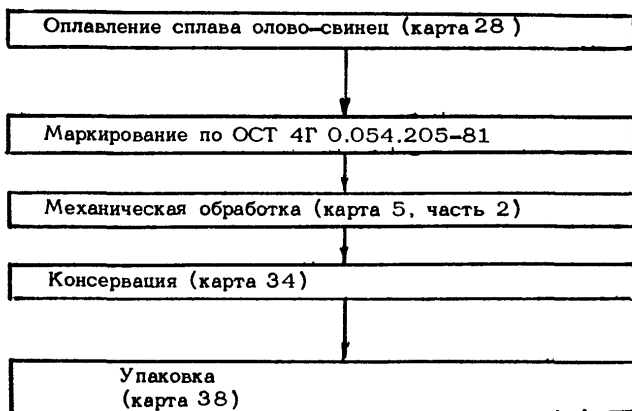 Оплавление сплава олово-свинец (карта 28 )
Маркирование по ОСТ 4Г 0.054.205-81
Механическая обработка (карта 5, часть 2)
Консервация (карта 34)
Упаковка
(карта 38)